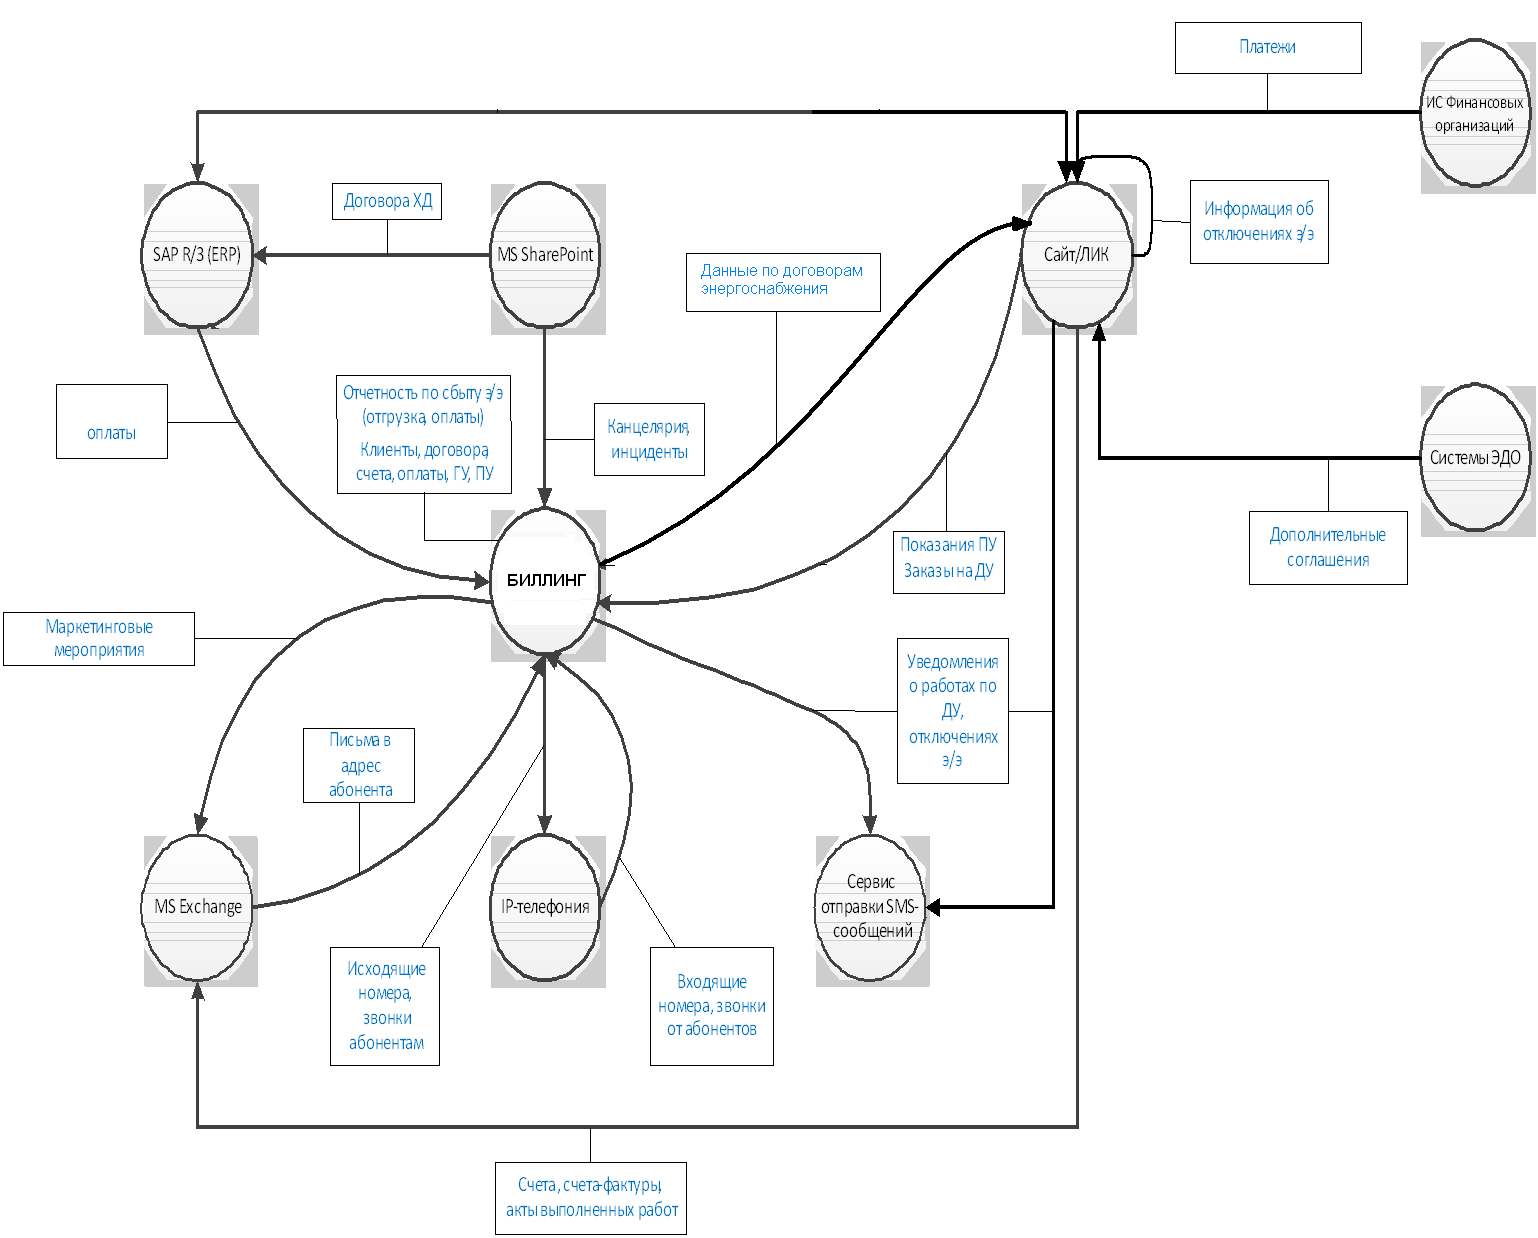 Платежи
ИС Финансовых
организаций
Договора ХД
Информация об
отключениях э/э
SAP R/3 (ERP)
MS SharePoint
Сайт/ЛИК
Данные по договорам
энергоснабжения
оплаты
Отчетность по сбыту э/э
(отгрузка, оплаты)
Клиенты, договора,
счета, оплаты, ГУ, ПУ
Канцелярия,
инциденты
Системы ЭДО
Показания ПУ
Заказы на ДУ
Дополнительные
соглашения
БИЛЛИНГ
Маркетинговые
мероприятия
Уведомления
о работах по
ДУ,
отключениях
э/э
Письма в
адрес
абонента
MS Exchange
IP-телефония
Сервис
отправки SMS-
сообщений
Исходящие
номера,
звонки
абонентам
Входящие
номера, звонки
от абонентов
Счета, счета-фактуры,
акты выполненных работ